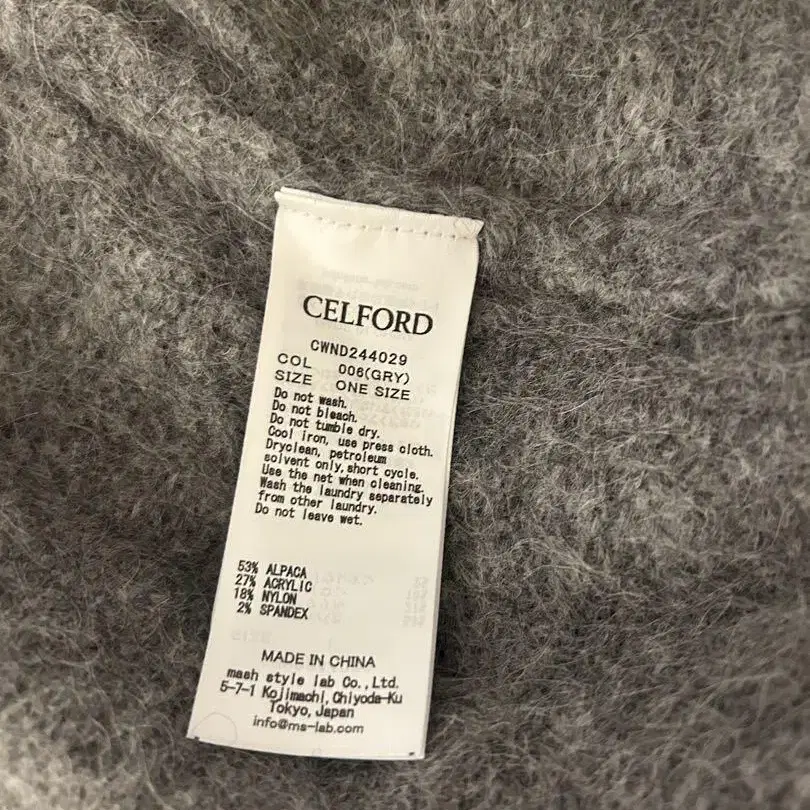 CELFORD
CWND244029
COL 006(GRY)
SIZE ONE SIZE
Do not wash.
Do not bleach.
Do not tumble dry.
Cool iron, use press cloth.
Dryclean, petroleum
solvent only, short cycle.
Use the net when cleaning.
Wash the laundry separately
from other laundry.
Do not leave wet.
53% ALPACA
27% ACRYLIC
18% NYLON
2% SPANDEX
MADE IN CHINA
mash style lab Co., Ltd.
5-7-1 Kojimachi, Chiyoda-Ku
Tokyo, Japan
info@ms-lab.com